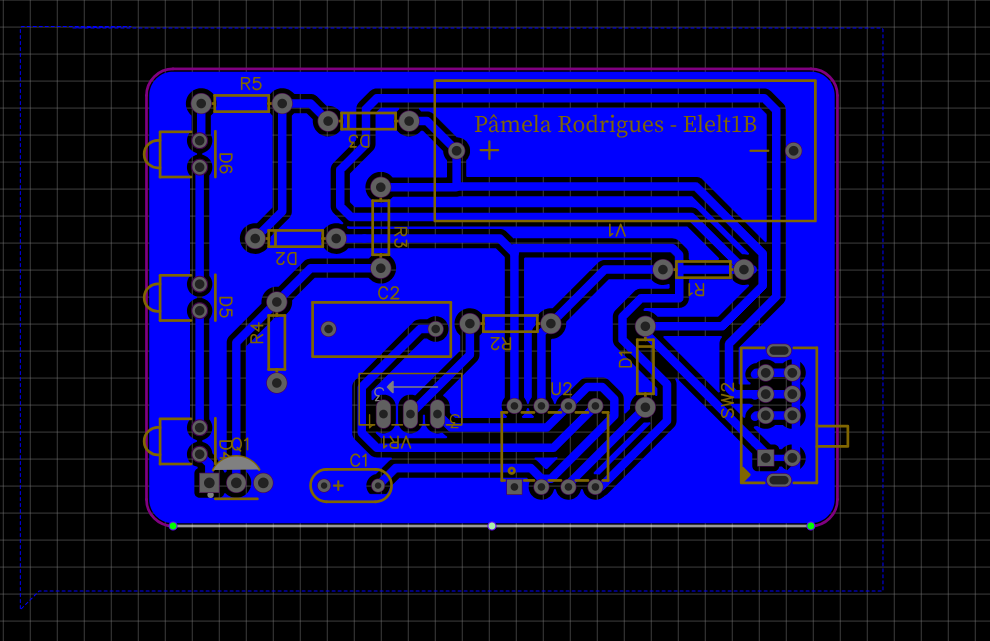 R5
Pâmela Rodrigues - Elelt1B
D3
+
−
D6
R3
V1
D2
R1
C2
D5
R4
R2
D1
SW2
U2
3
1
VR1
Q1
C1
+